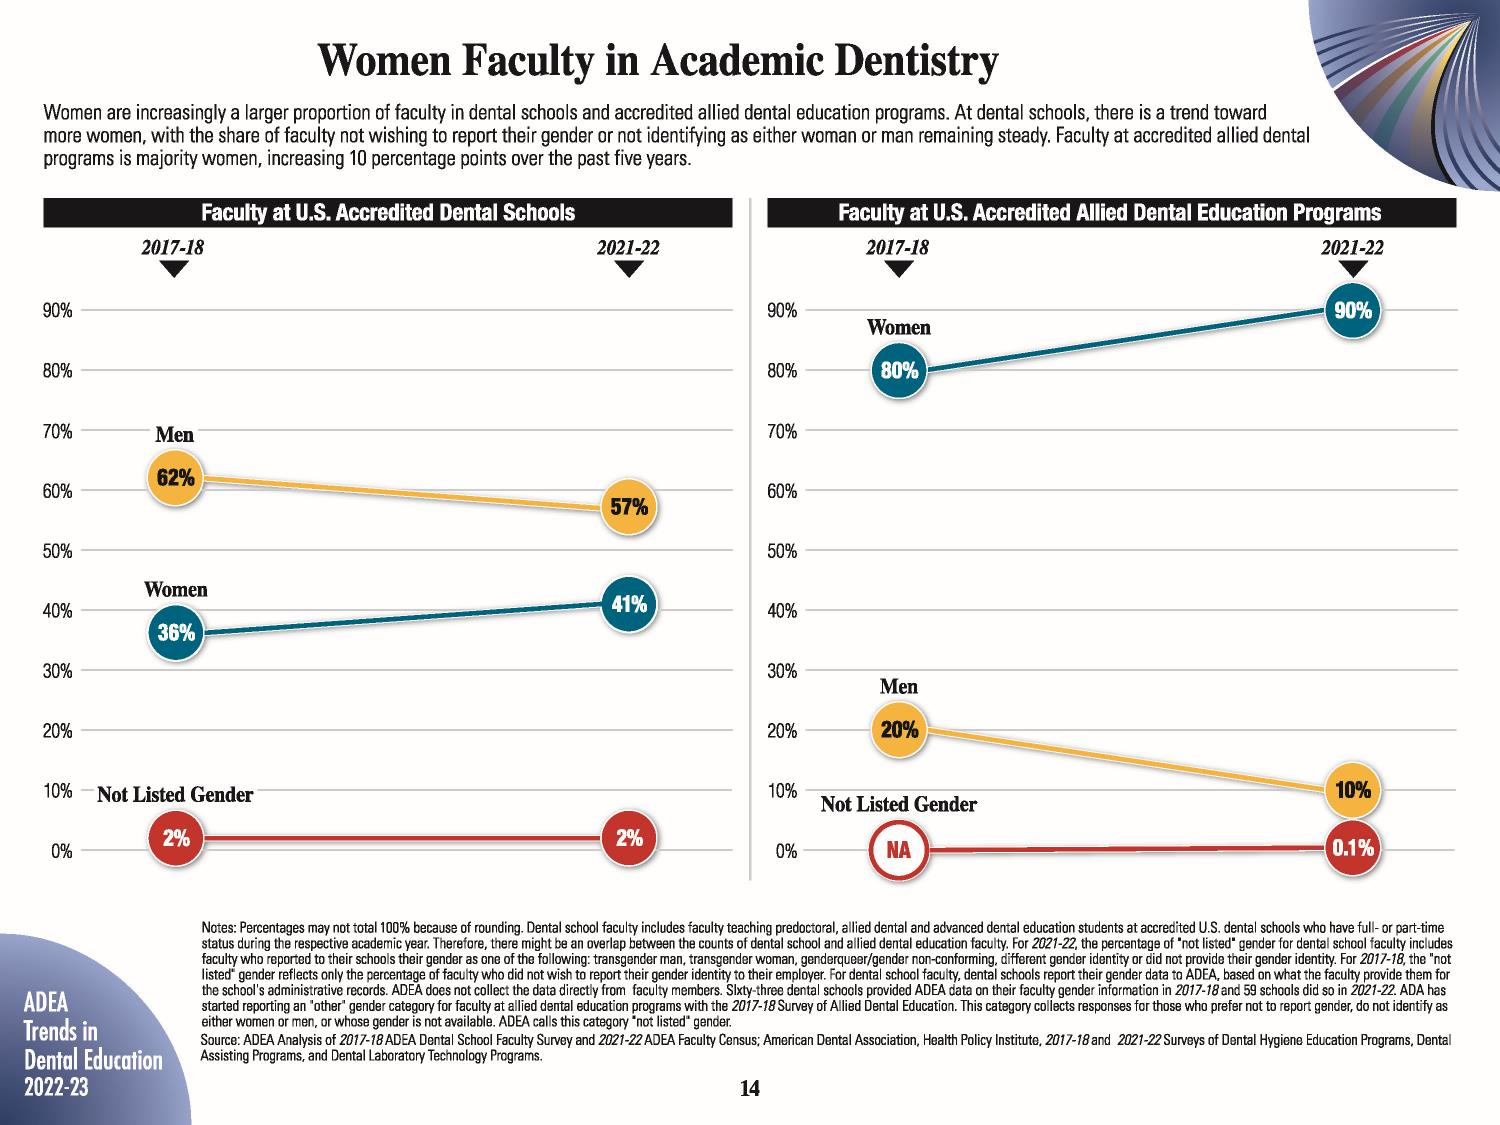 Women Faculty in Academic Dentistry
Women are increasingly a larger proportion of faculty in dental schools and accredited allied dental education programs. At dental schools, there is a trend toward
more women, with the share of faculty not wishing to report their gender or not identifying as either woman or man remaining steady. Faculty at accredited allied dental
programs is majority women, increasing 10 percentage points over the past five years.
Faculty at U.S. Accredited Dental Schools
2017-18 2021-22
90%
80%
70% Men
62%
60%
57%
50%
Women
40% 41%
36%
30%
20%
10% Not Listed Gender
2% 2%
0%
Faculty at U.S. Accredited Allied Dental Education Programs
2017-18 2021-22
90% 90%
Women
80% 80%
70%
60%
50%
40%
30%
Men
20% 20%
10% 10%
Not Listed Gender
0% NA 0.1%
Notes: Percentages may not total 100% because of rounding. Dental school faculty includes faculty teaching predoctoral, allied dental and advanced dental education students at accredited U.S. dental schools who have full- or part-time
status during the respective academic year. Therefore, there might be an overlap between the counts of dental school and allied dental education faculty. For 2021-22, the percentage of "not listed" gender for dental school faculty includes
faculty who reported to their schools their gender as one of the following: transgender man, transgender woman, genderqueer/gender non-conforming, different gender identity or did not provide their gender identity. For 2017-18, the "not
listed" gender reflects only the percentage of faculty who did not wish to report their gender identity to their employer. For dental school faculty, dental schools report their gender data to ADEA, based on what the faculty provide them for
the school's administrative records. ADEA does not collect the data directly from faculty members. Sixty-three dental schools provided ADEA data on their faculty gender information in 2017-18 and 59 schools did so in 2021-22. ADA has
started reporting an "other" gender category for faculty at allied dental education programs with the 2017-18 Survey of Allied Dental Education. This category collects responses for those who prefer not to report gender, do not identify as
either women or men, or whose gender is not available. ADEA calls this category "not listed" gender.
Source: ADEA Analysis of 2017-18 ADEA Dental School Faculty Survey and 2021-22 ADEA Faculty Census; American Dental Association, Health Policy Institute, 2017-18 and 2021-22 Surveys of Dental Hygiene Education Programs, Dental
Assisting Programs, and Dental Laboratory Technology Programs.
ADEA
Trends in
Dental Education
2022-23
14